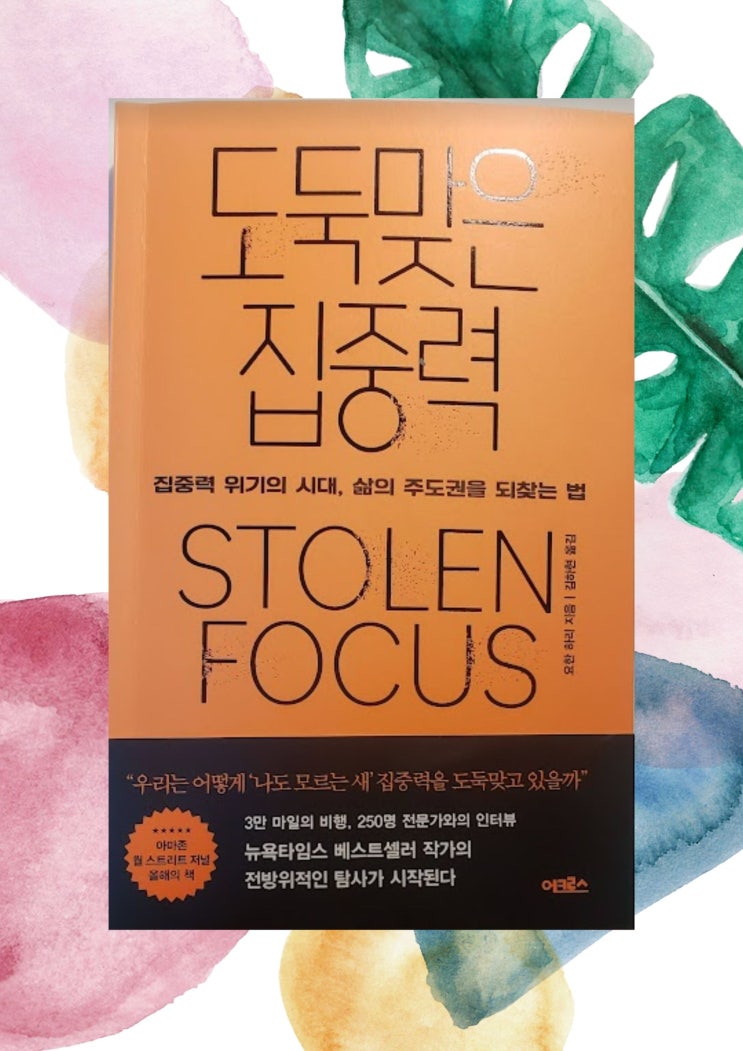 도둑맞은
집중력
집중력 위기의 시대, 삶의 주도권을 되찾는 법
STOLEN
FOCUS
요한 하리 지음 | 김하현 옮김
“우리는 어떻게 ‘나도 모르는 새’ 집중력을 도둑맞고 있을까”
★★★★★
아마존
월 스트리트 저널
올해의 책
3만 마일의 비행, 250명 전문가와의 인터뷰
뉴욕타임스 베스트셀러 작가의
전방위적인 탐사가 시작된다
어크로스